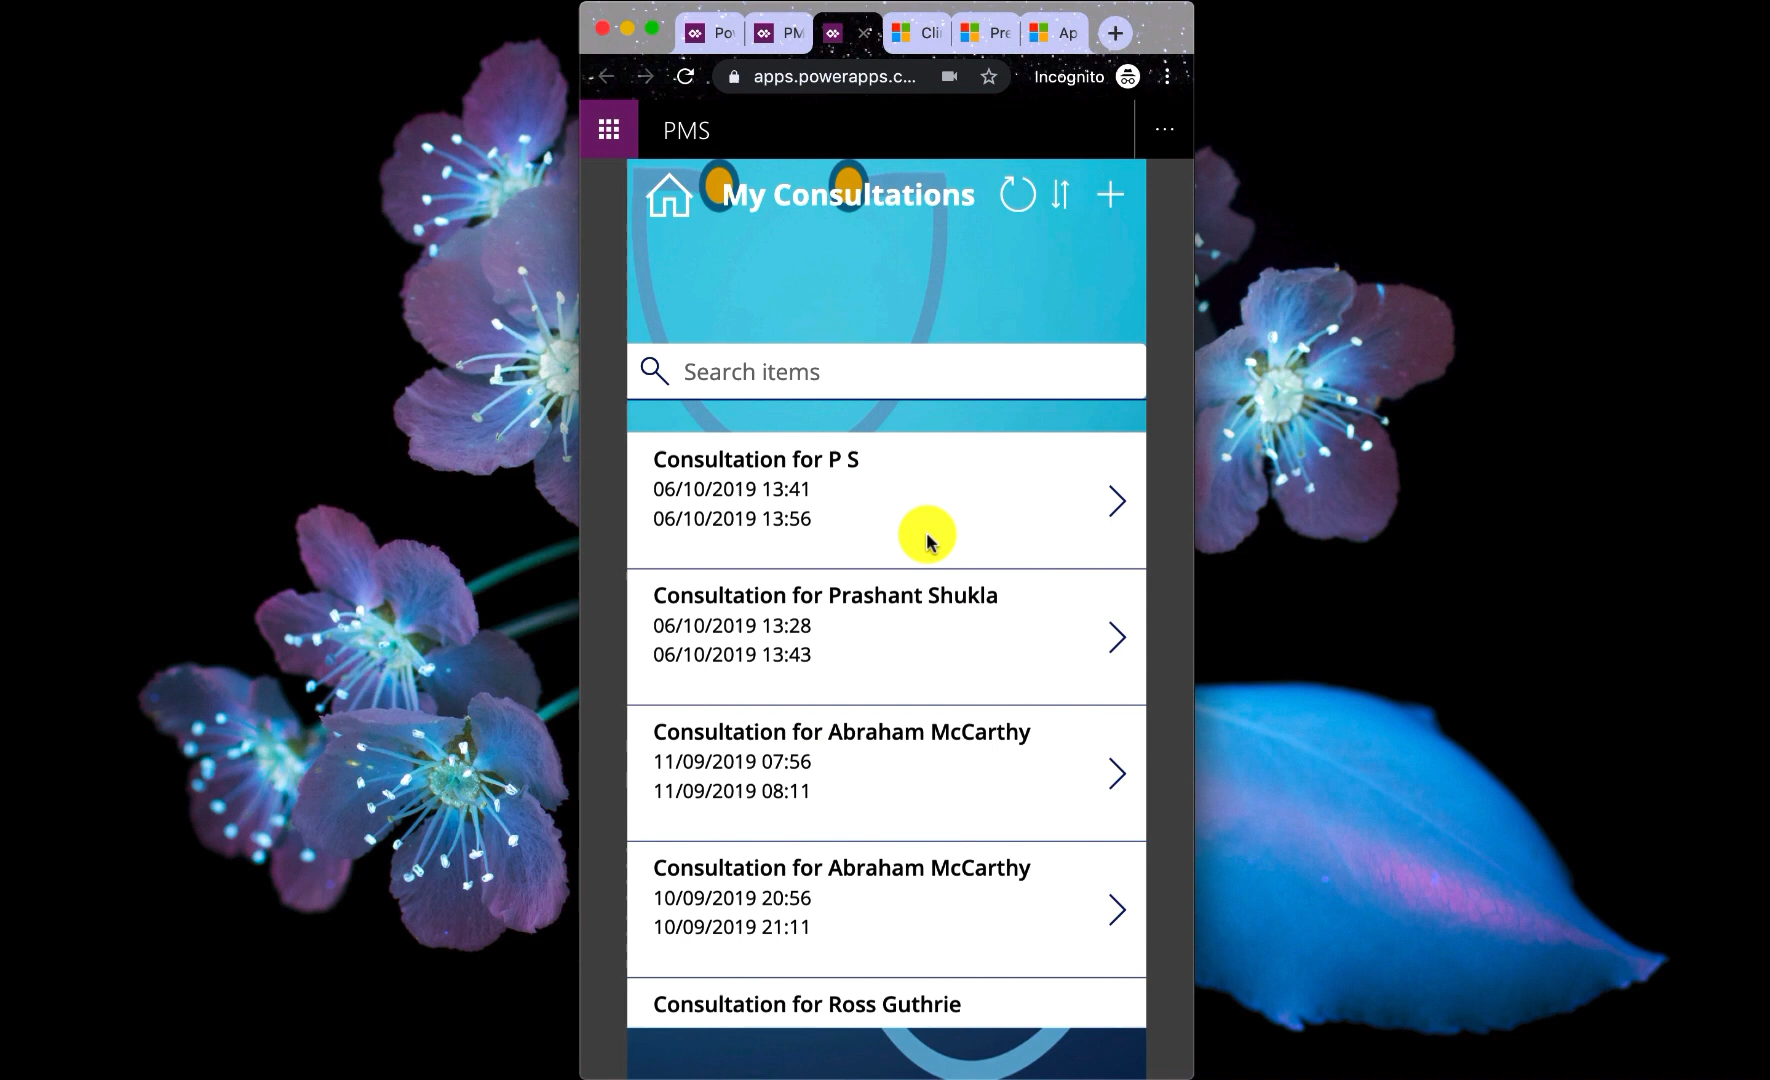 Po
PM
Cli
Pre
Ap
apps.powerapps.c...
Incognito
PMS
My Consultations
Search items
Consultation for P S
06/10/2019 13:41
06/10/2019 13:56
Consultation for Prashant Shukla
06/10/2019 13:28
06/10/2019 13:43
Consultation for Abraham McCarthy
11/09/2019 07:56
11/09/2019 08:11
Consultation for Abraham McCarthy
10/09/2019 20:56
10/09/2019 21:11
Consultation for Ross Guthrie